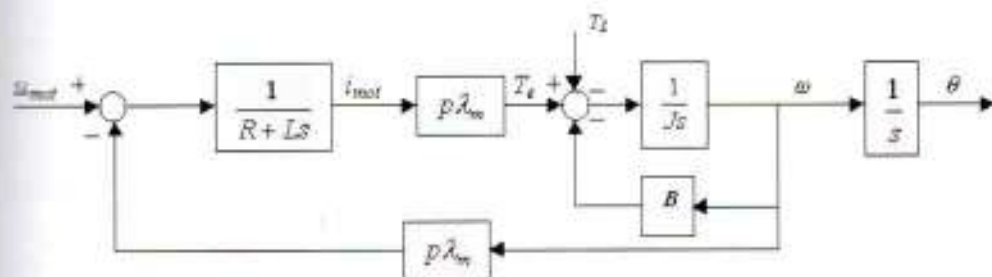 T_L
u_mot + 1 / R + Ls i_mot pλ_m T_e + − 1 / Js ω 1 / s θ
− −
B
pλ_m